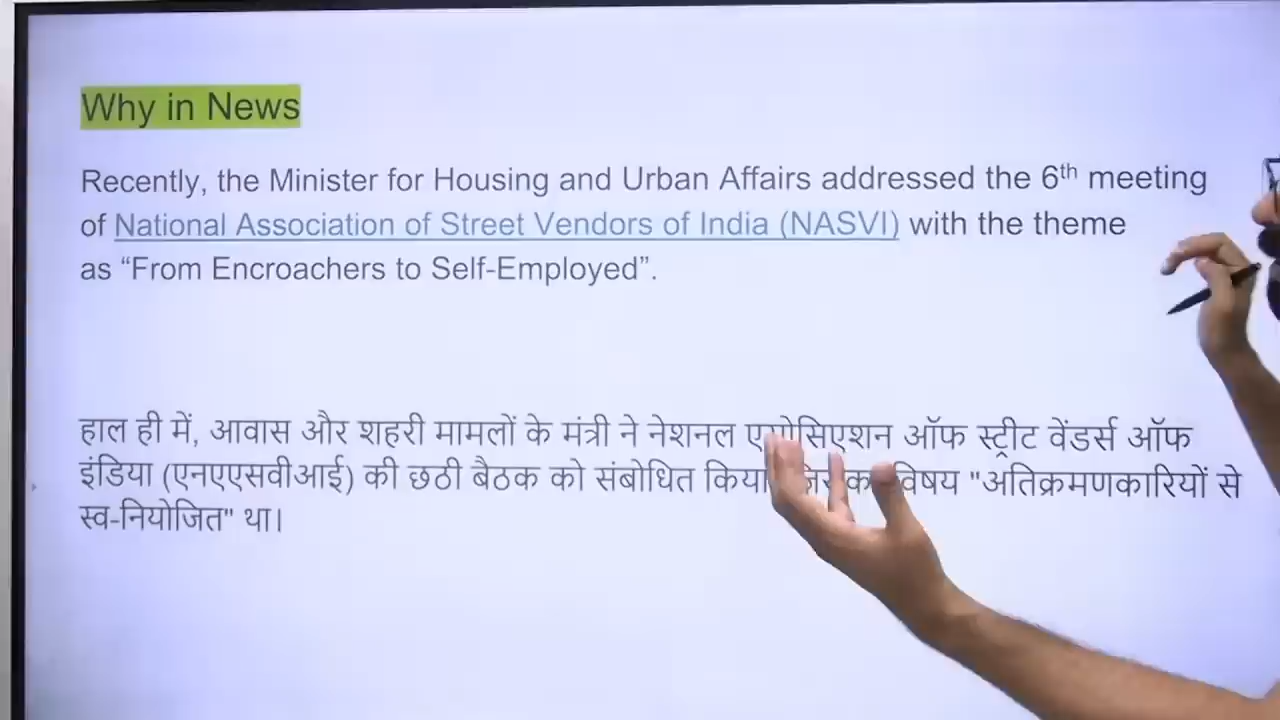 Why in News
Recently, the Minister for Housing and Urban Affairs addressed the 6th meeting
of National Association of Street Vendors of India (NASVI) with the theme
as “From Encroachers to Self-Employed”.
हाल ही में, आवास और शहरी मामलों के मंत्री ने नेशनल एसोसिएशन ऑफ स्ट्रीट वेंडर्स ऑफ
इंडिया (एनएएसवीआई) की छठी बैठक को संबोधित किया विषय "अतिक्रमणकारियों से
स्व-नियोजित" था।